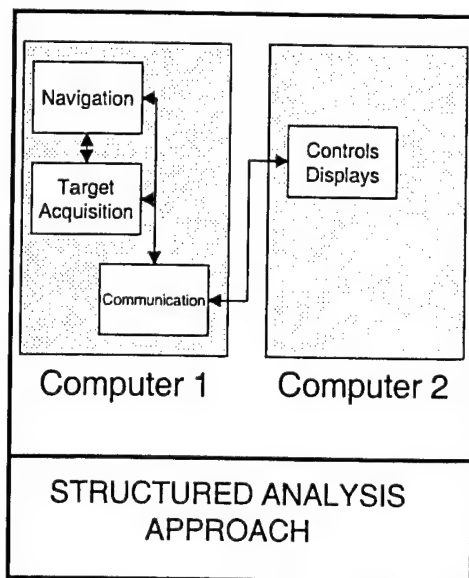 Navigation
Target
Acquisition
Communication
Controls
Displays
Computer 1
Computer 2
STRUCTURED ANALYSIS
APPROACH